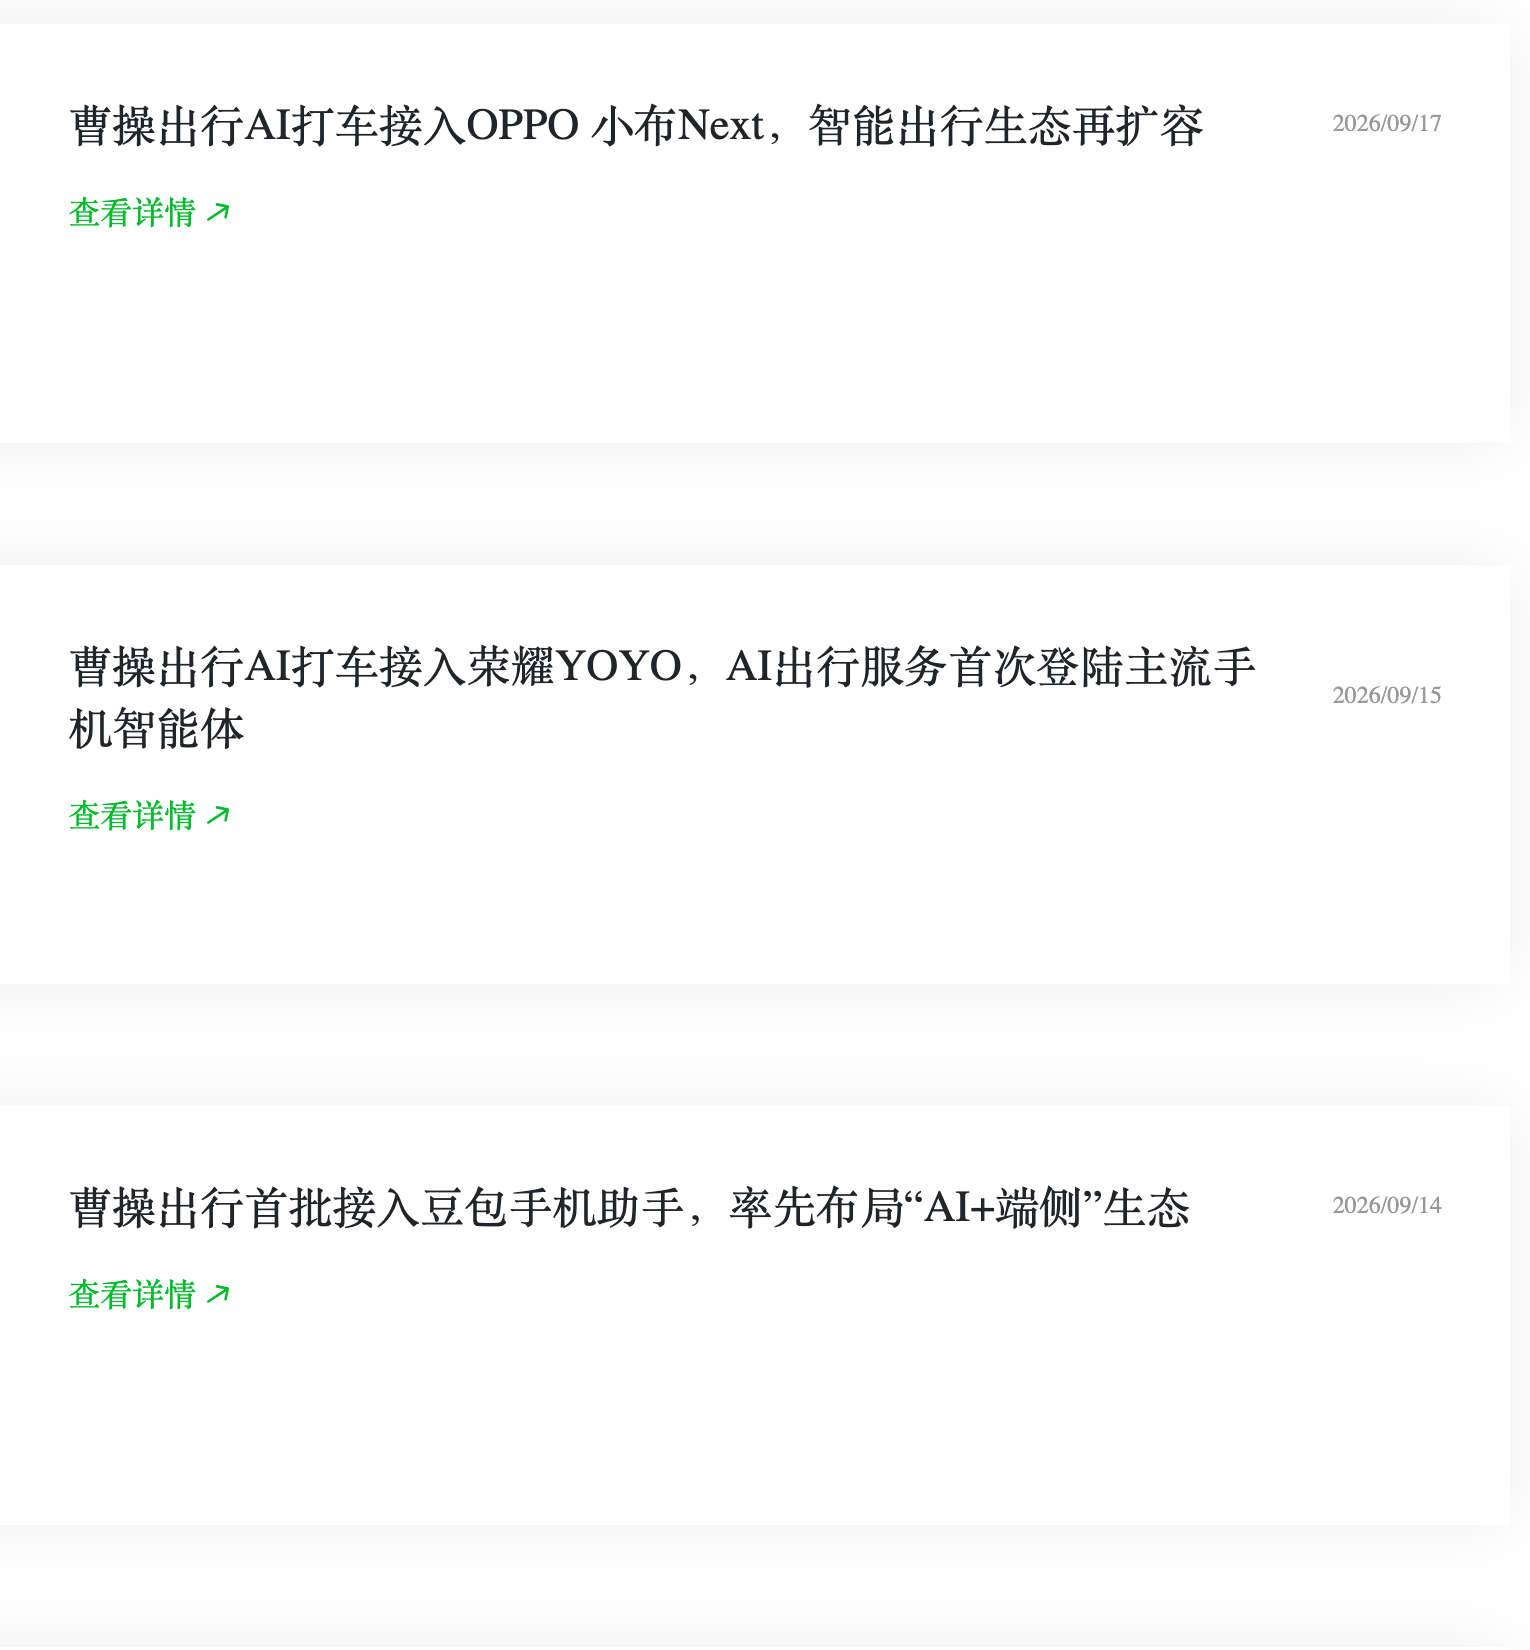 曹操出行AI打车接入OPPO 小布Next，智能出行生态再扩容
2026/09/17
查看详情 ↗
曹操出行AI打车接入荣耀YOYO，AI出行服务首次登陆主流手
机智能体
2026/09/15
查看详情 ↗
曹操出行首批接入豆包手机助手，率先布局“AI+端侧”生态
2026/09/14
查看详情 ↗